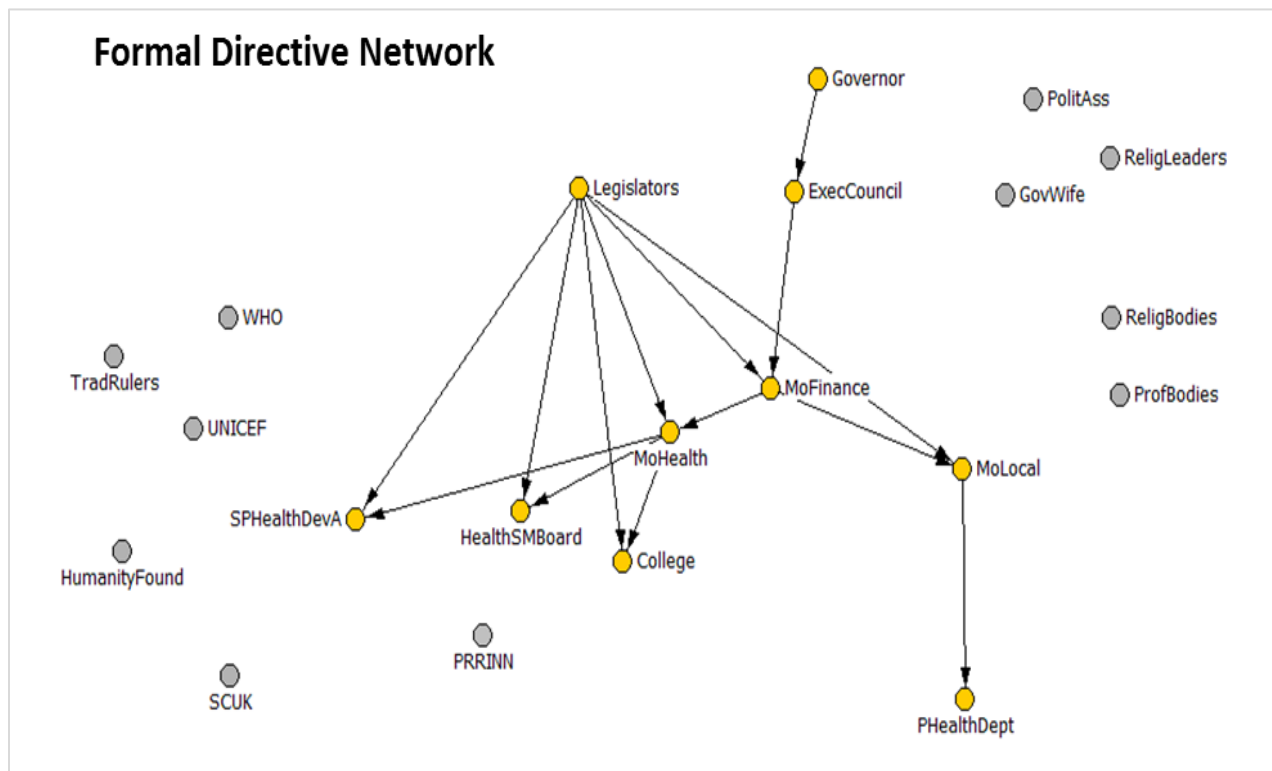 Formal Directive Network
Governor
PolitAss
ReligLeaders
Legislators
ExecCouncil
GovWife
WHO
ReligBodies
TradRulers
MoFinance
ProfBodies
UNICEF
MoHealth
MoLocal
SPHealthDevA
HealthSMBoard
College
HumanityFound
PRRINN
SCUK
PHealthDept